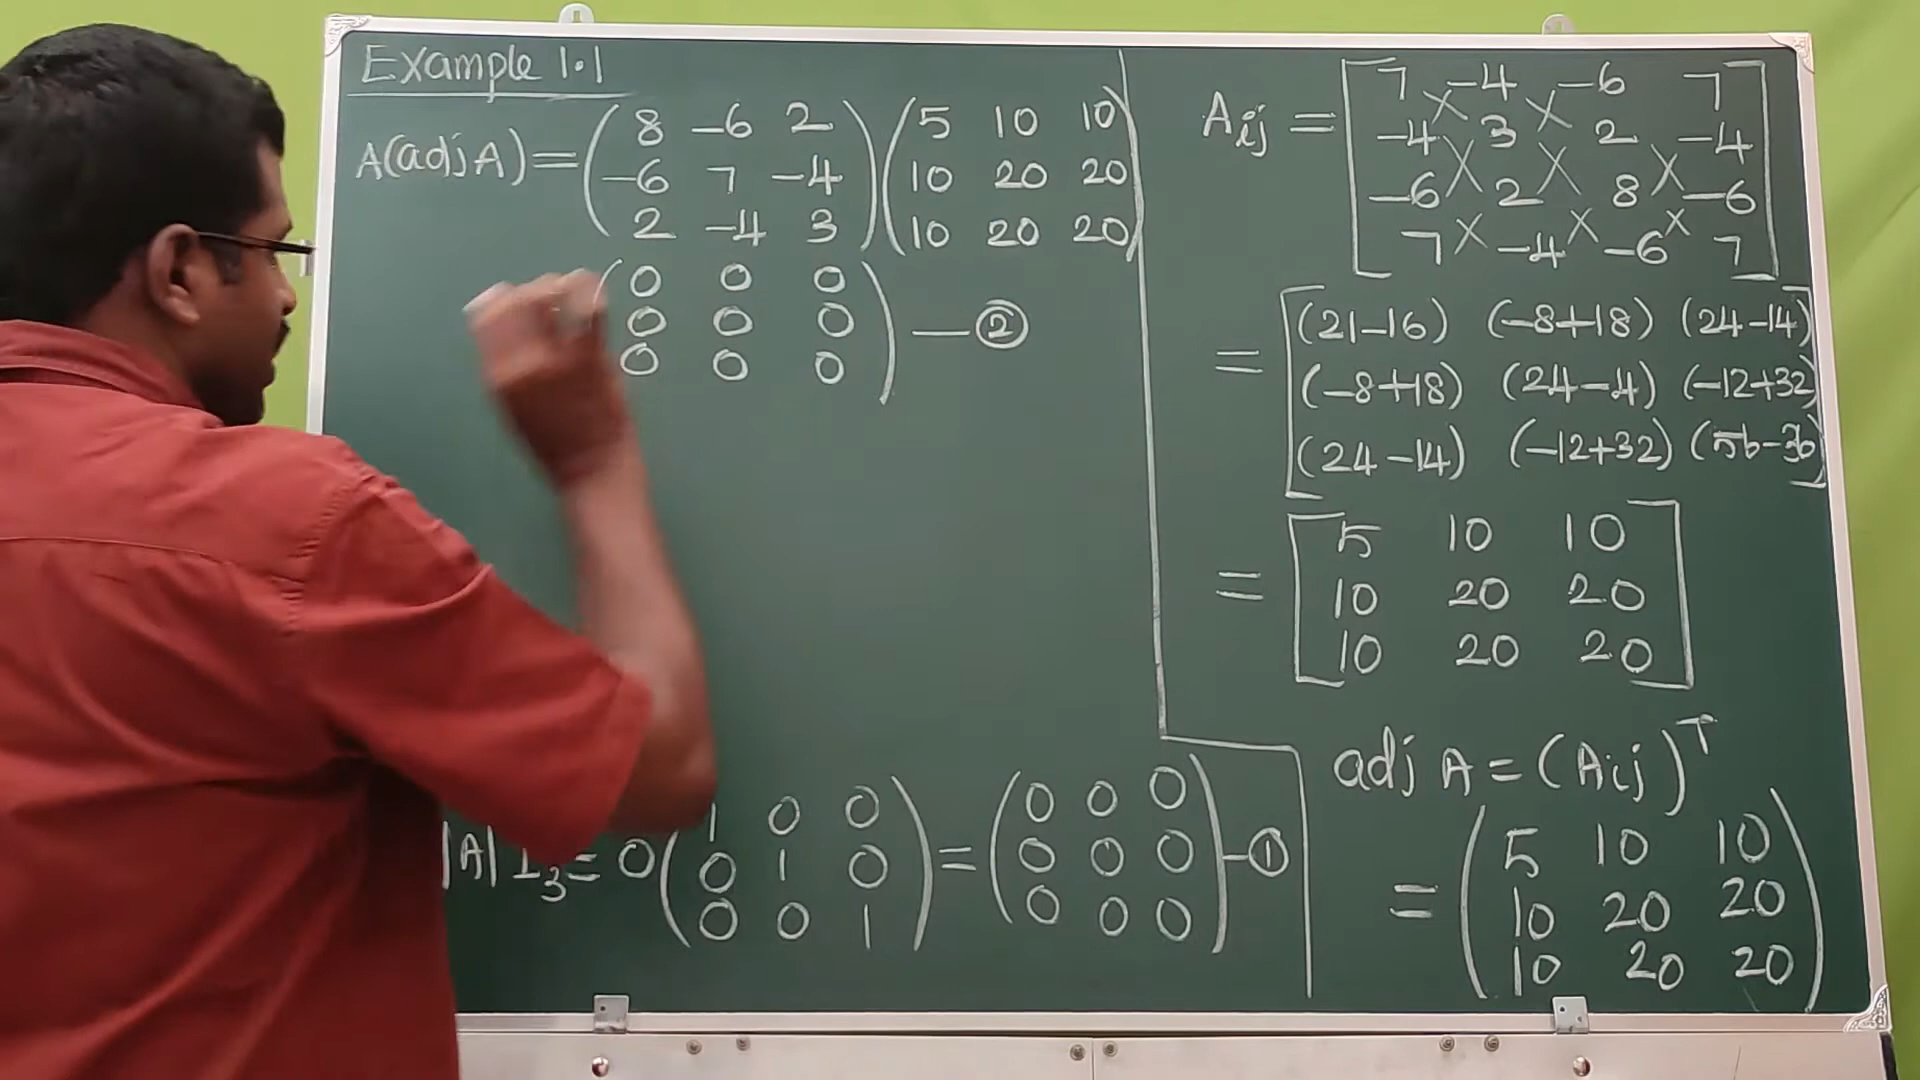 Example 1.1
A(adj A) = (8 -6 2) (5 10 10)
(-6 7 -4) (10 20 20)
(2 -4 3) (10 20 20)
(0 0 0)
(0 0 0) — ②
(0 0 0)
|A| I₃ = 0 (1 0 0) = (0 0 0)
(0 1 0) (0 0 0) - ①
(0 0 1) (0 0 0)
Aij = [7 -4 -6 7]
[-4 3 2 -4]
[-6 2 8 -6]
[7 -4 -6 7]
= [(21-16) (-8+18) (24-14)]
[(-8+18) (24-4) (-12+32)]
[(24-14) (-12+32) (56-36)]
= [5 10 10]
[10 20 20]
[10 20 20]
adj A = (Aij)ᵀ
= (5 10 10)
(10 20 20)
(10 20 20)